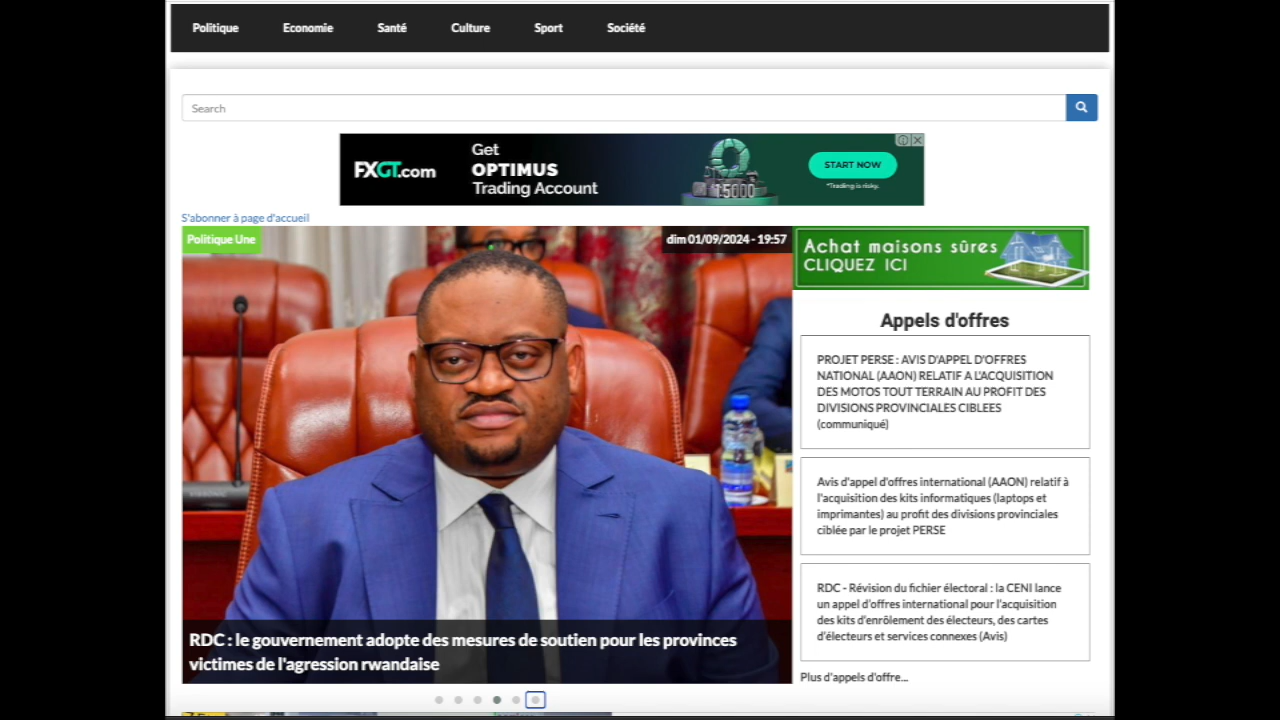 Politique Economie Santé Culture Sport Société
Search
FXGT.com
Get
OPTIMUS
Trading Account
15000
START NOW
*Trading is risky.
S'abonner à page d'accueil
Politique Une
dim 01/09/2024 - 19:57
RDC : le gouvernement adopte des mesures de soutien pour les provinces
victimes de l'agression rwandaise
Achat maisons sûres
CLIQUEZ ICI
Appels d'offres
PROJET PERSE : AVIS D'APPEL D'OFFRES
NATIONAL (AAON) RELATIF A L'ACQUISITION
DES MOTOS TOUT TERRAIN AU PROFIT DES
DIVISIONS PROVINCIALES CIBLEES
(communiqué)
Avis d'appel d'offres international (AAON) relatif à
l'acquisition des kits informatiques (laptops et
imprimantes) au profit des divisions provinciales
ciblée par le projet PERSE
RDC - Révision du fichier électoral : la CENI lance
un appel d'offres international pour l'acquisition
des kits d'enrôlement des électeurs, des cartes
d'électeurs et services connexes (Avis)
Plus d'appels d'offre...